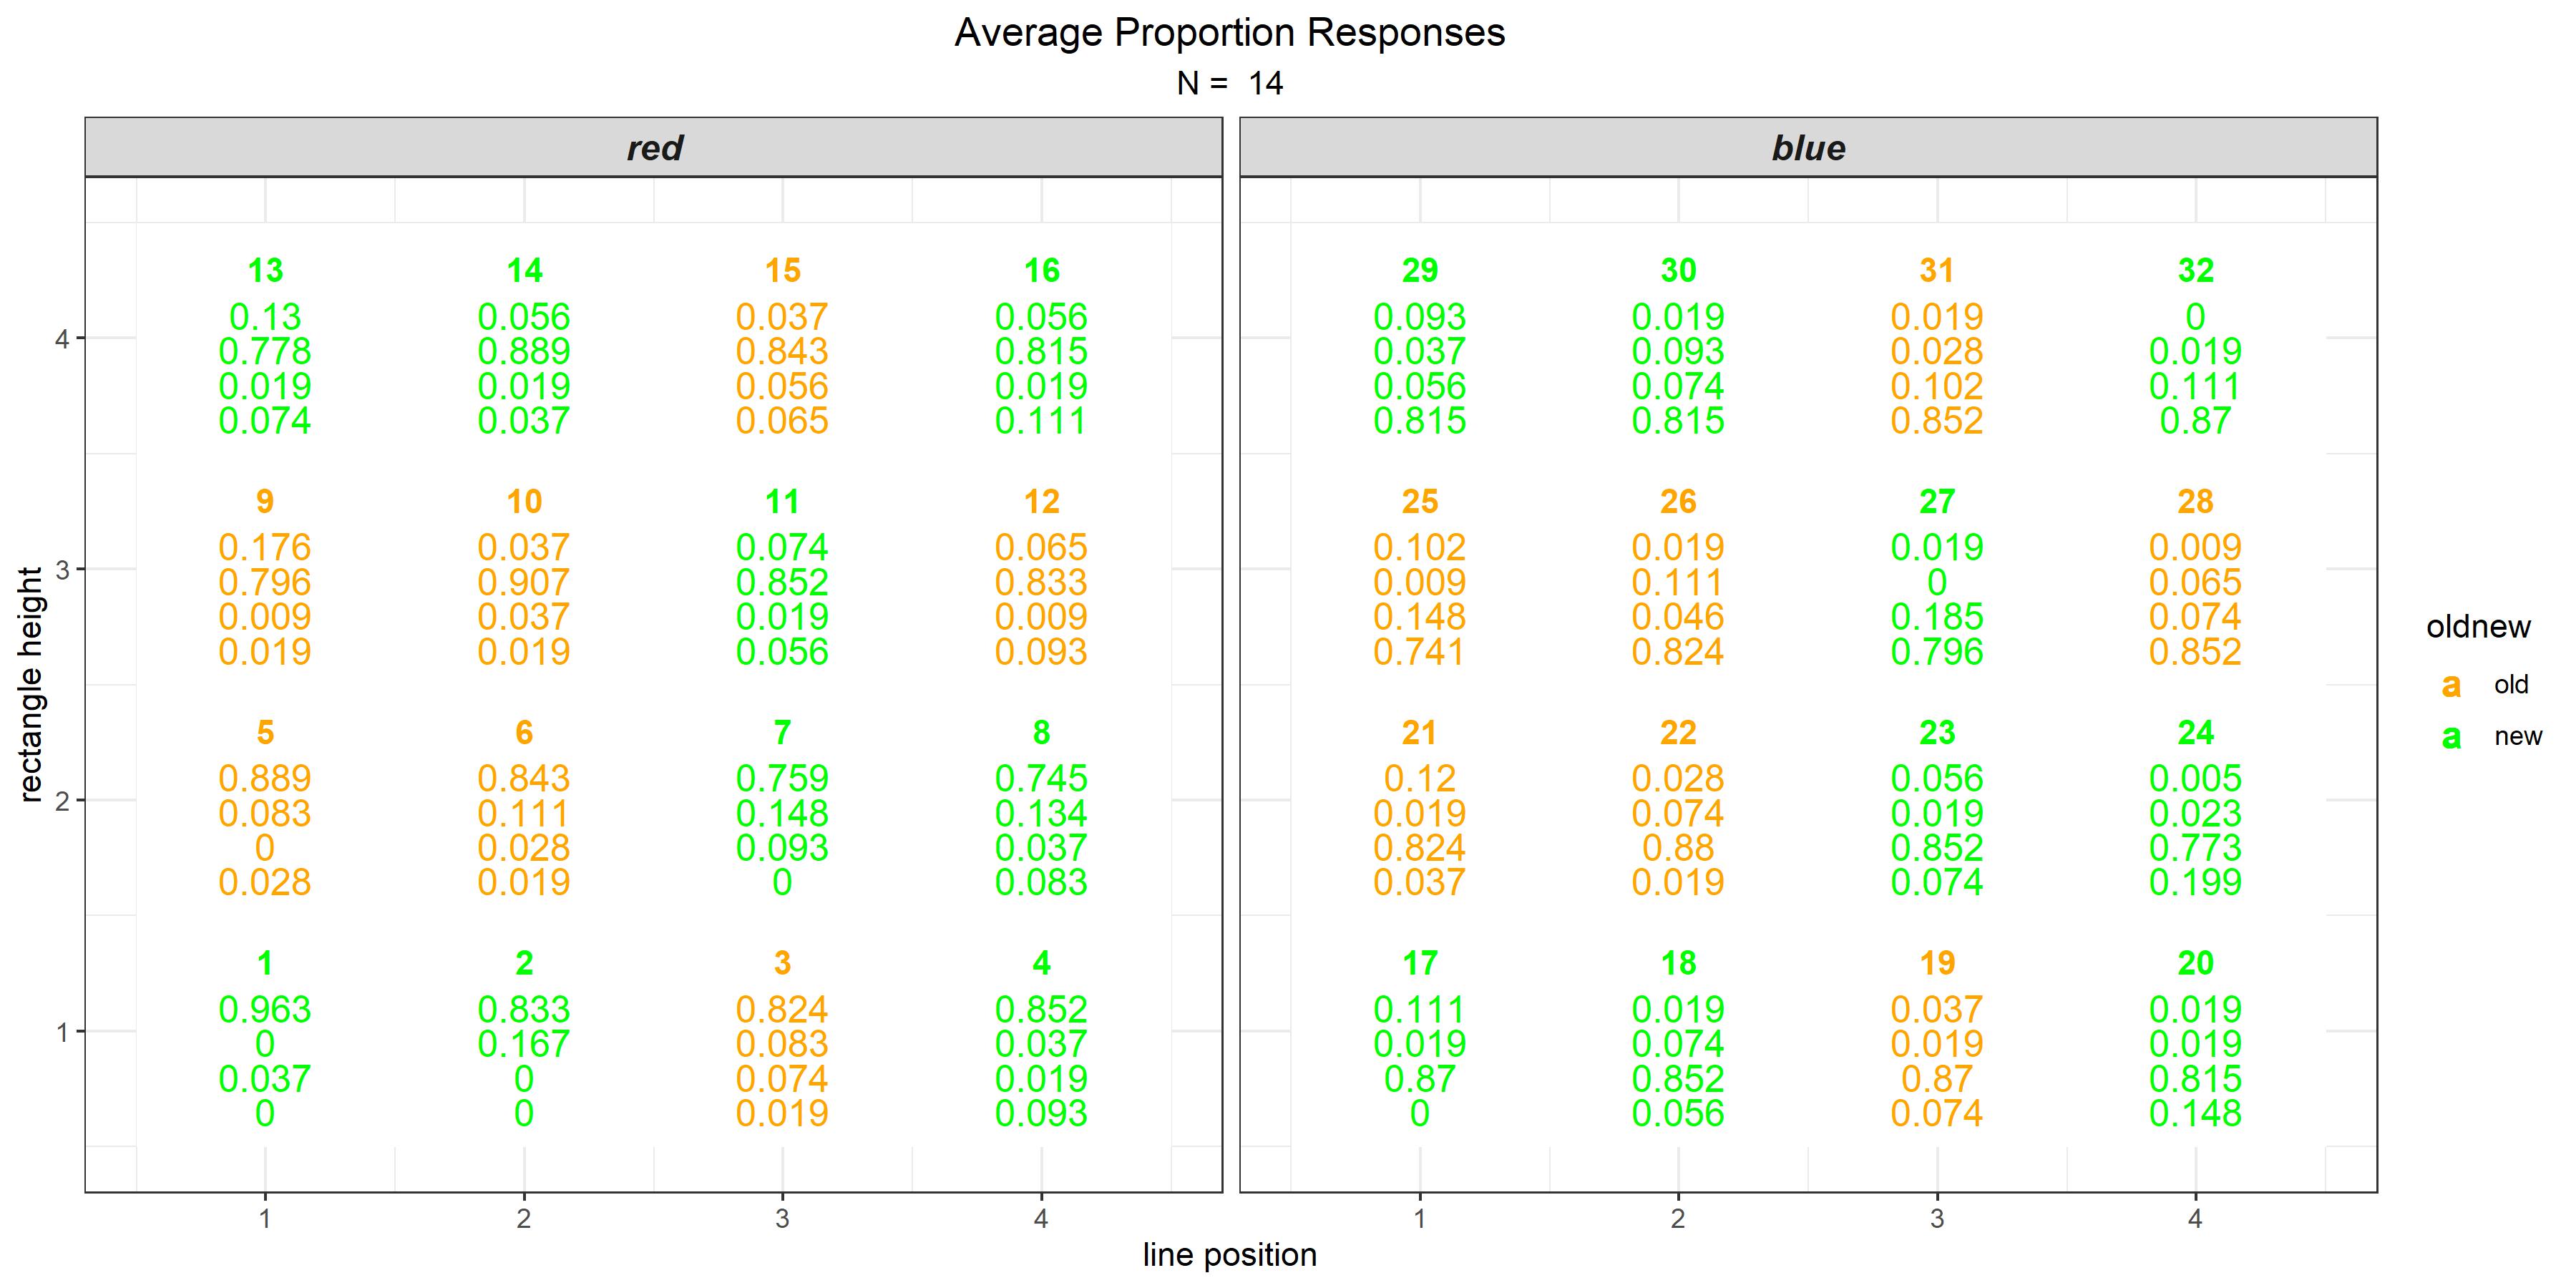 Average Proportion Responses
N =  14
red
blue
13 14 15 16 29 30 31 32
0.13 0.056 0.037 0.056 0.093 0.019 0.019 0
0.778 0.889 0.843 0.815 0.037 0.093 0.028 0.019
0.019 0.019 0.056 0.019 0.056 0.074 0.102 0.111
0.074 0.037 0.065 0.111 0.815 0.815 0.852 0.87
9 10 11 12 25 26 27 28
0.176 0.037 0.074 0.065 0.102 0.019 0.019 0.009
0.796 0.907 0.852 0.833 0.009 0.111 0 0.065
0.009 0.037 0.019 0.009 0.148 0.046 0.185 0.074
0.019 0.019 0.056 0.093 0.741 0.824 0.796 0.852
5 6 7 8 21 22 23 24
0.889 0.843 0.759 0.745 0.12 0.028 0.056 0.005
0.083 0.111 0.148 0.134 0.019 0.074 0.019 0.023
0 0.028 0.093 0.037 0.824 0.88 0.852 0.773
0.028 0.019 0 0.083 0.037 0.019 0.074 0.199
1 2 3 4 17 18 19 20
0.963 0.833 0.824 0.852 0.111 0.019 0.037 0.019
0 0.167 0.083 0.037 0.019 0.074 0.019 0.019
0.037 0 0.074 0.019 0.87 0.852 0.87 0.815
0 0 0.019 0.093 0 0.056 0.074 0.148
4
3
2
1
rectangle height
1 2 3 4 1 2 3 4
line position
oldnew
a old
a new